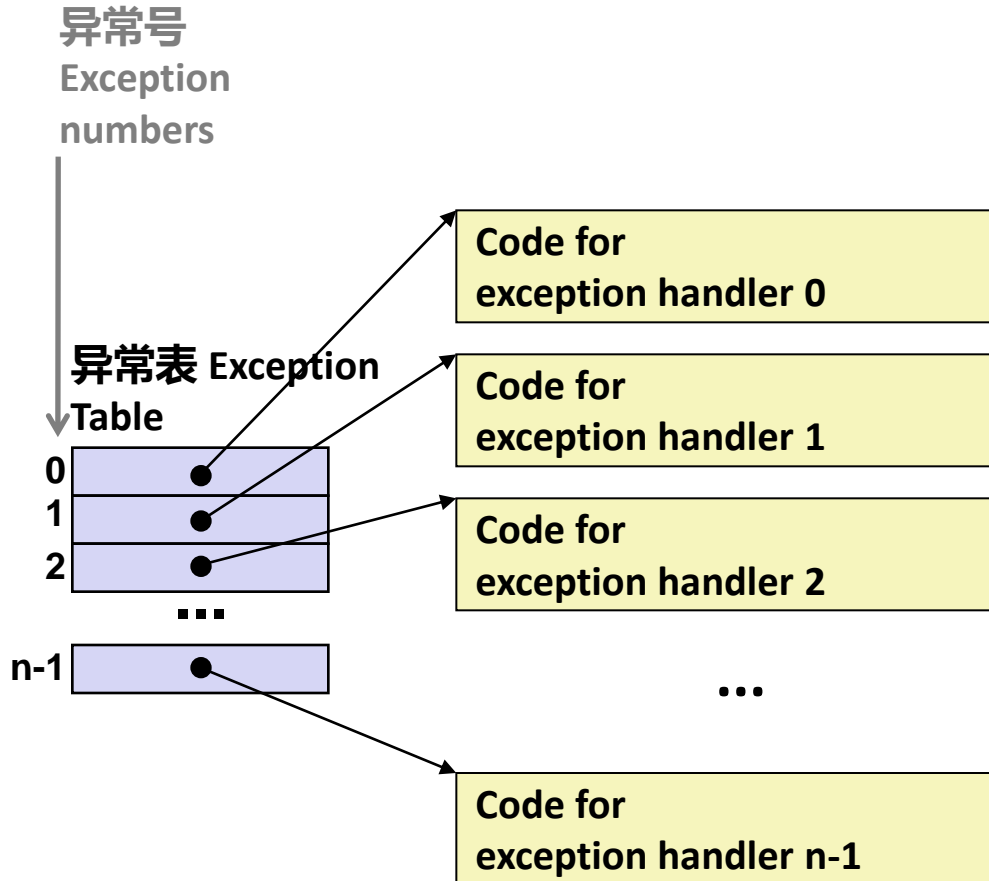 异常号
Exception
numbers
Code for
exception handler 0
异常表 Exception
Table
Code for
exception handler 1
0
1
2
...
n-1
Code for
exception handler 2
...
Code for
exception handler n-1